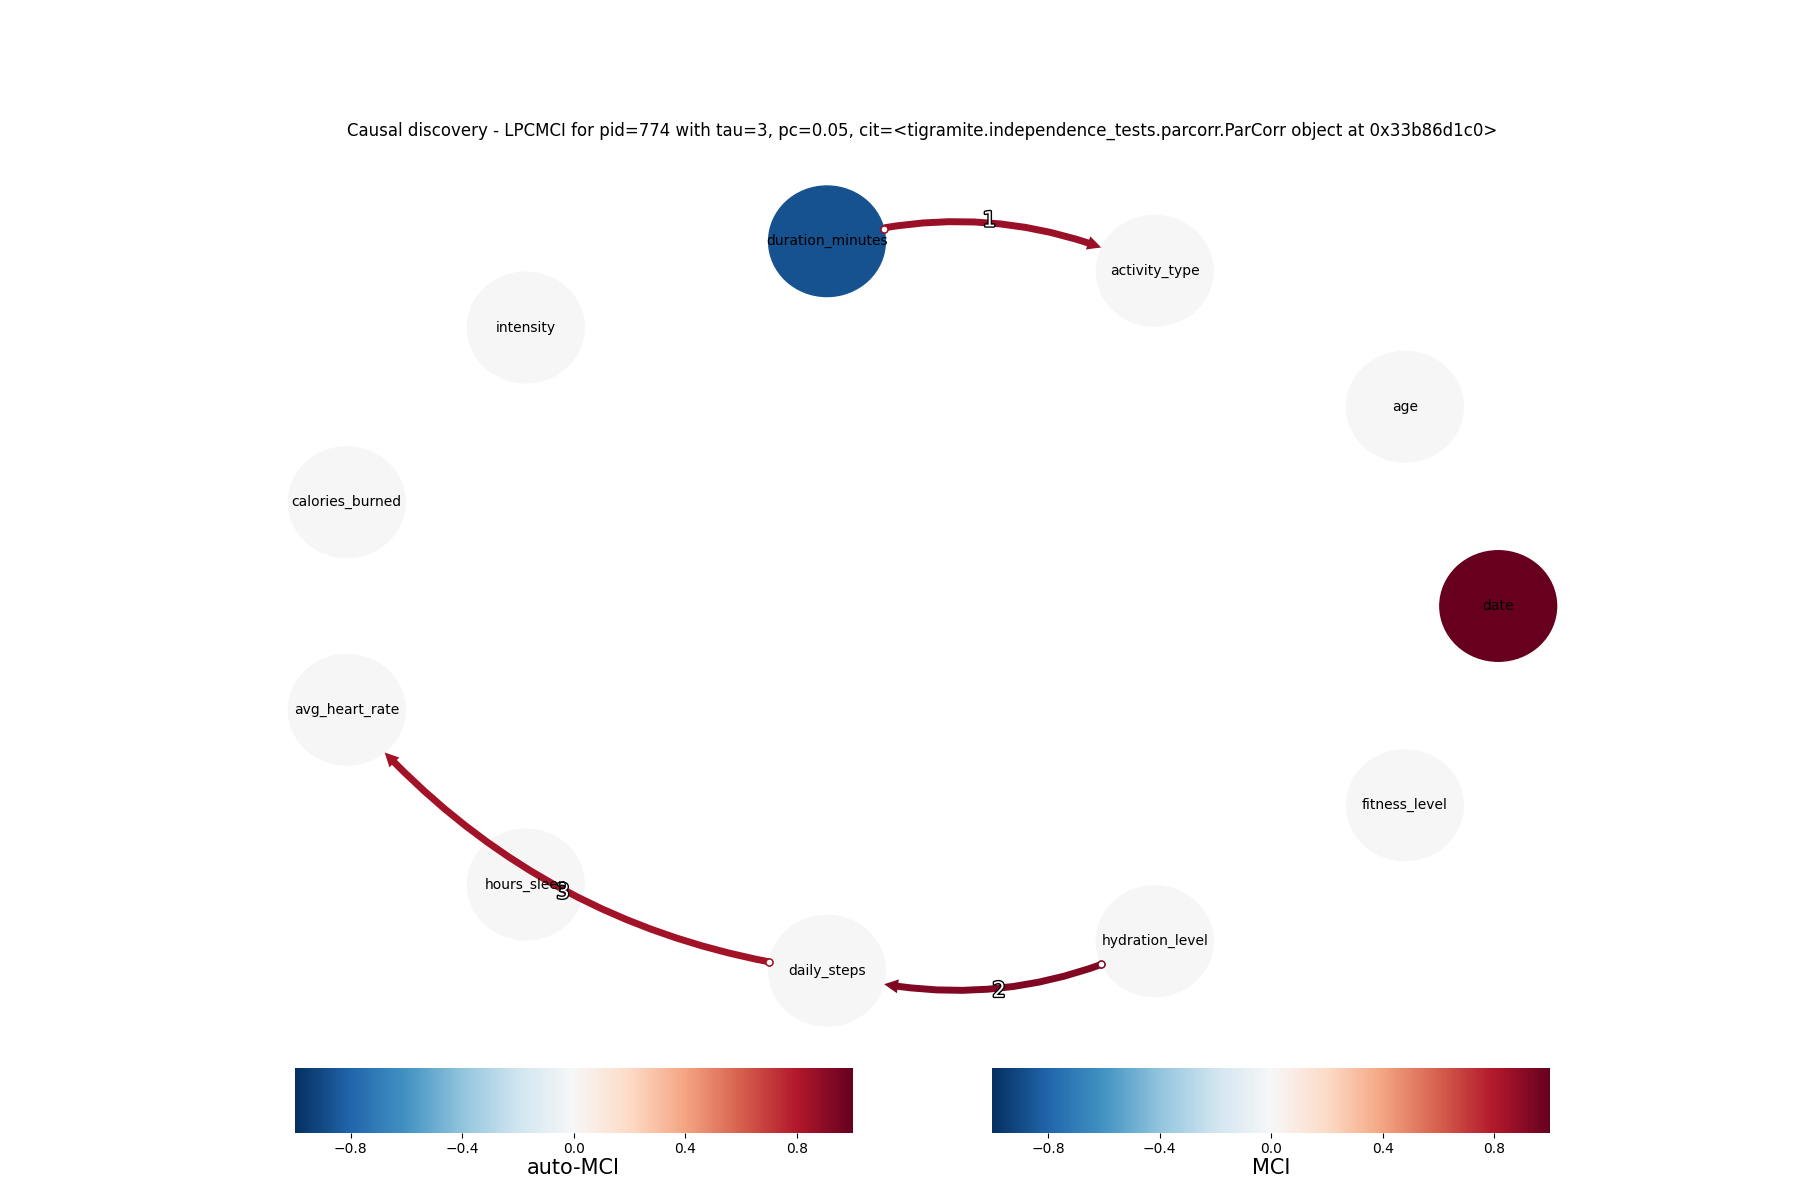 Causal discovery - LPCMCI for pid=774 with tau=3, pc=0.05, cit=<tigramite.independence_tests.parcorr.ParCorr object at 0x33b86d1c0>
1
duration_minutes
activity_type
intensity
age
calories_burned
date
avg_heart_rate
fitness_level
hours_sleep
3
hydration_level
daily_steps
2
−0.8 −0.4 0.0 0.4 0.8
auto-MCI
−0.8 −0.4 0.0 0.4 0.8
MCI